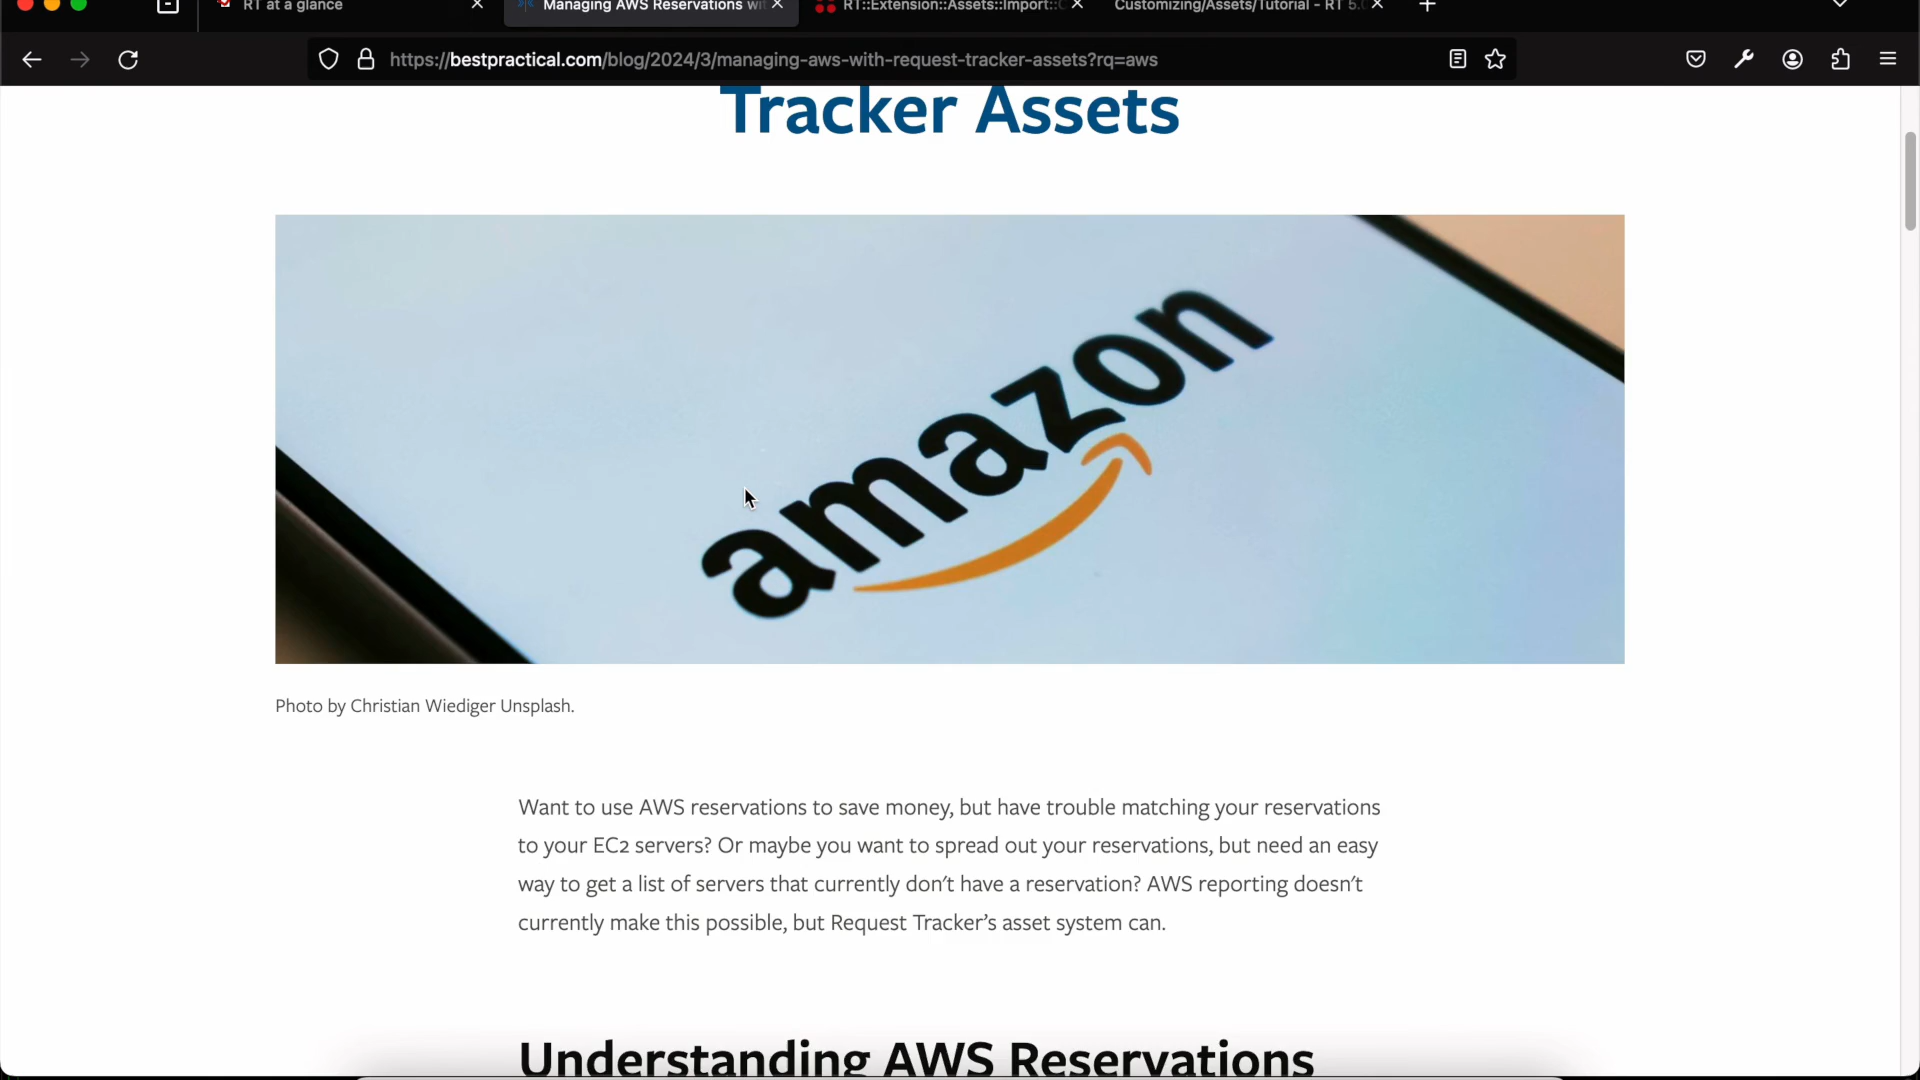 RT at a glance
Managing AWS Reservations wit
RT::Extension::Assets::Import::C
Customizing/Assets/Tutorial - RT 5.0
https://bestpractical.com/blog/2024/3/managing-aws-with-request-tracker-assets?rq=aws
Tracker Assets
amazon
Photo by Christian Wiediger Unsplash.
Want to use AWS reservations to save money, but have trouble matching your reservations
to your EC2 servers? Or maybe you want to spread out your reservations, but need an easy
way to get a list of servers that currently don't have a reservation? AWS reporting doesn't
currently make this possible, but Request Tracker's asset system can.
Understanding AWS Reservations